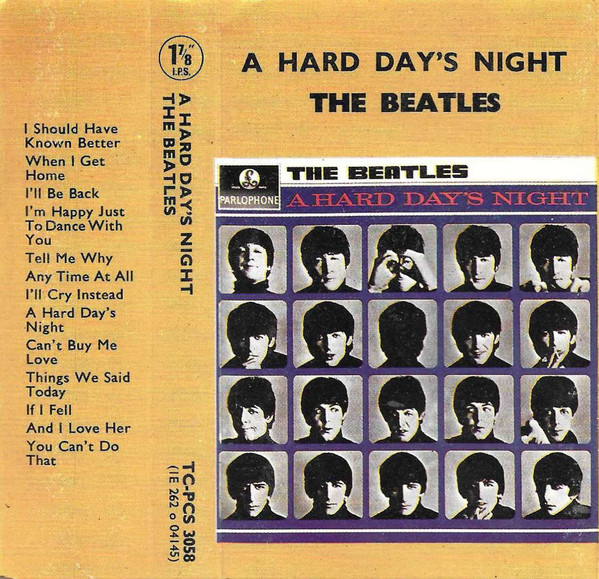 I Should Have
Known Better
When I Get
Home
I'll Be Back
I'm Happy Just
To Dance With
You
Tell Me Why
Any Time At All
I'll Cry Instead
A Hard Day's
Night
Can't Buy Me
Love
Things We Said
Today
If I Fell
And I Love Her
You Can't Do
That
1⅞"
I.P.S.
A HARD DAY'S NIGHT
THE BEATLES
TC-PCS 3058
(1E 262 o 04145)
A HARD DAY'S NIGHT
THE BEATLES
PARLOPHONE
THE BEATLES
A HARD DAY'S NIGHT